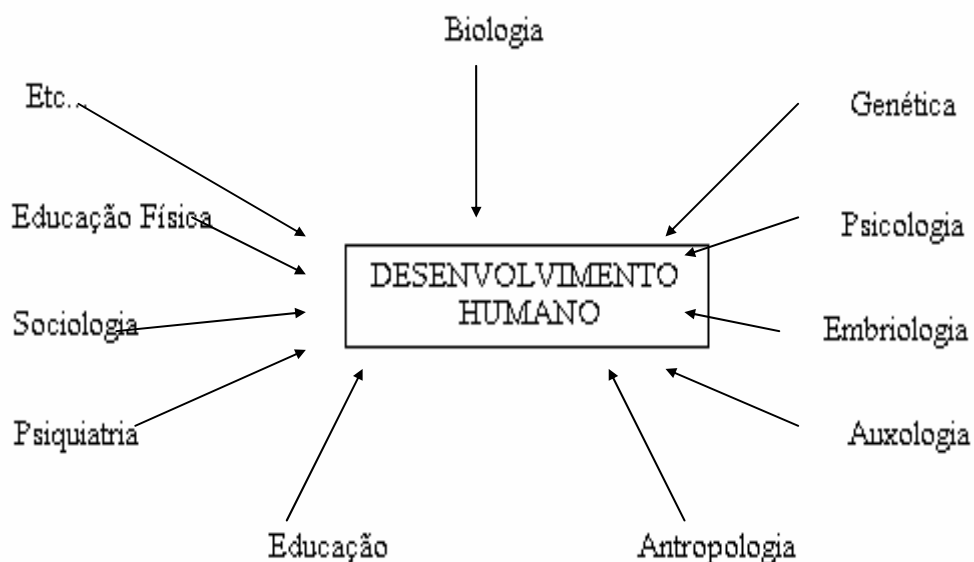 Biologia
Etc...
Genética
Educação Física
Psicologia
DESENVOLVIMENTO
HUMANO
Sociologia
Embriologia
Psiquiatria
Auxologia
Educação
Antropologia